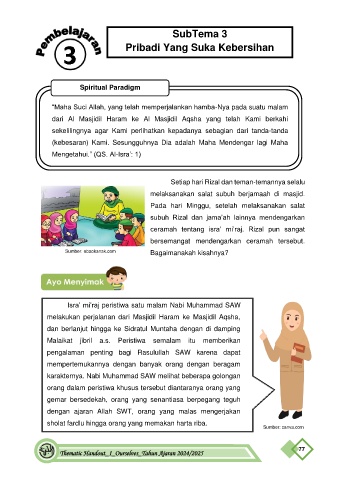 Pembelajaran
3
SubTema 3
Pribadi Yang Suka Kebersihan
Spiritual Paradigm
"Maha Suci Allah, yang telah memperjalankan hamba-Nya pada suatu malam
dari Al Masjidil Haram ke Al Masjidil Aqsha yang telah Kami berkahi
sekelilingnya agar Kami perlihatkan kepadanya sebagian dari tanda-tanda
(kebesaran) Kami. Sesungguhnya Dia adalah Maha Mendengar lagi Maha
Mengetahui." (QS. Al-Isra': 1)
Setiap hari Rizal dan teman-temannya selalu
melaksanakan salat subuh berjamaah di masjid.
Pada hari Minggu, setelah melaksanakan salat
subuh Rizal dan jama'ah lainnya mendengarkan
ceramah tentang isra' mi'raj. Rizal pun sangat
bersemangat mendengarkan ceramah tersebut.
Bagaimanakah kisahnya?
Ayo Menyimak
Isra' mi'raj peristiwa satu malam Nabi Muhammad SAW
melakukan perjalanan dari Masjidil Haram ke Masjidil Aqsha,
dan berlanjut hingga ke Sidratul Muntaha dengan di damping
Malaikat jibril a.s. Peristiwa semalam itu memberikan
pengalaman penting bagi Rasulullah SAW karena dapat
mempertemukannya dengan banyak orang dengan beragam
karakternya. Nabi Muhammad SAW melihat beberapa golongan
orang dalam peristiwa khusus tersebut diantaranya orang yang
gemar bersedekah, orang yang senantiasa berpegang teguh
dengan ajaran Allah SWT, orang yang malas mengerjakan
sholat fardlu hingga orang yang memakan harta riba.
Sumber: canva.com
Thematic Handout_1_Ourselves_Tahun Ajaran 2024/2025
77